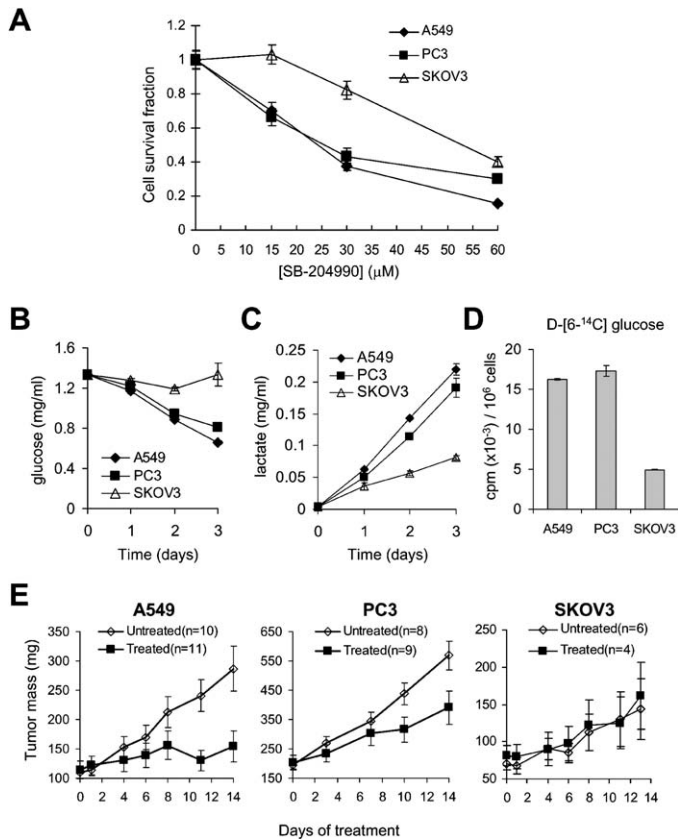 A
A549
PC3
SKOV3
Cell survival fraction
1.2
1
0.8
0.6
0.4
0.2
0
0 5 10 15 20 25 30 35 40 45 50 55 60
[SB-204990] (μM)
B
glucose (mg/ml)
1.8
1.4
1.0
0.6
0.2
A549
PC3
SKOV3
0 1 2 3
Time (days)
C
lactate (mg/ml)
0.25
0.2
0.15
0.1
0.05
0
A549
PC3
SKOV3
0 1 2 3
Time (days)
D
D-[6-¹⁴C] glucose
cpm (x10⁻³) / 10⁶ cells
20
15
10
5
0
A549 PC3 SKOV3
E
A549
Untreated(n=10)
Treated(n=11)
Tumor mass (mg)
350
300
250
200
150
100
0 2 4 6 8 10 12 14
PC3
Untreated(n=8)
Treated(n=9)
650
550
450
350
250
150
0 2 4 6 8 10 12 14
SKOV3
Untreated(n=6)
Treated(n=4)
250
200
150
100
50
0 2 4 6 8 10 12 14
Days of treatment